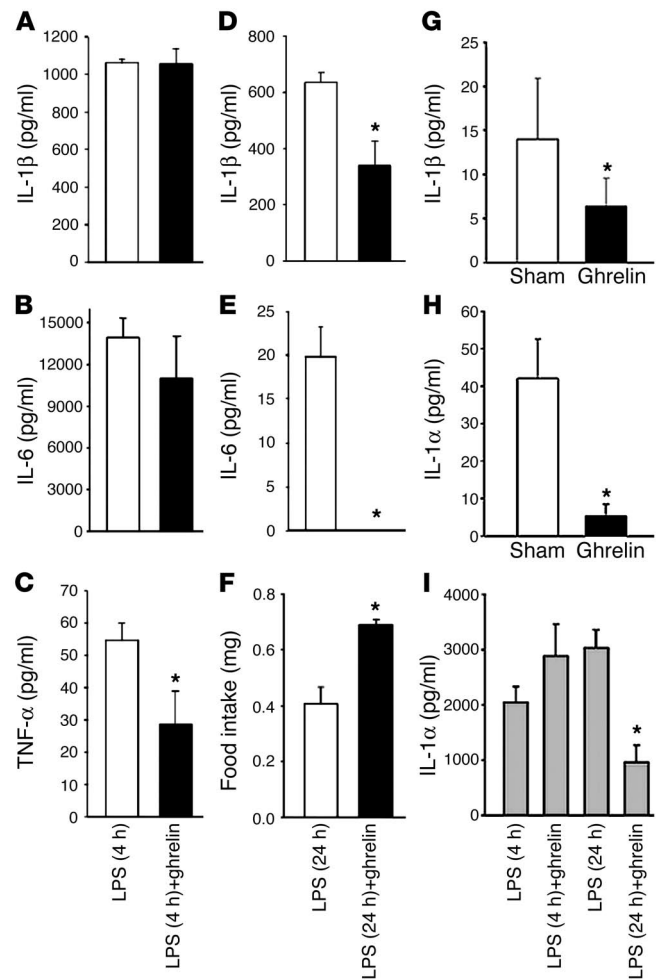 A
IL-1β (pg/ml)
1200
1000
800
600
400
200
0
D
IL-1β (pg/ml)
800
600
400
200
0
*
G
IL-1β (pg/ml)
25
20
15
10
5
0
*
Sham Ghrelin
B
IL-6 (pg/ml)
15000
12000
9000
6000
3000
0
E
IL-6 (pg/ml)
25
20
15
10
5
0
*
H
IL-1α (pg/ml)
60
50
40
30
20
10
0
*
Sham Ghrelin
C
TNF-α (pg/ml)
70
60
50
40
30
20
10
0
*
LPS (4 h)
LPS (4 h)+ghrelin
F
Food intake (mg)
0.8
0.6
0.4
0.2
0.0
*
LPS (24 h)
LPS (24 h)+ghrelin
I
IL-1α (pg/ml)
4000
3000
2000
1000
0
*
LPS (4 h)
LPS (4 h)+ghrelin
LPS (24 h)
LPS (24 h)+ghrelin